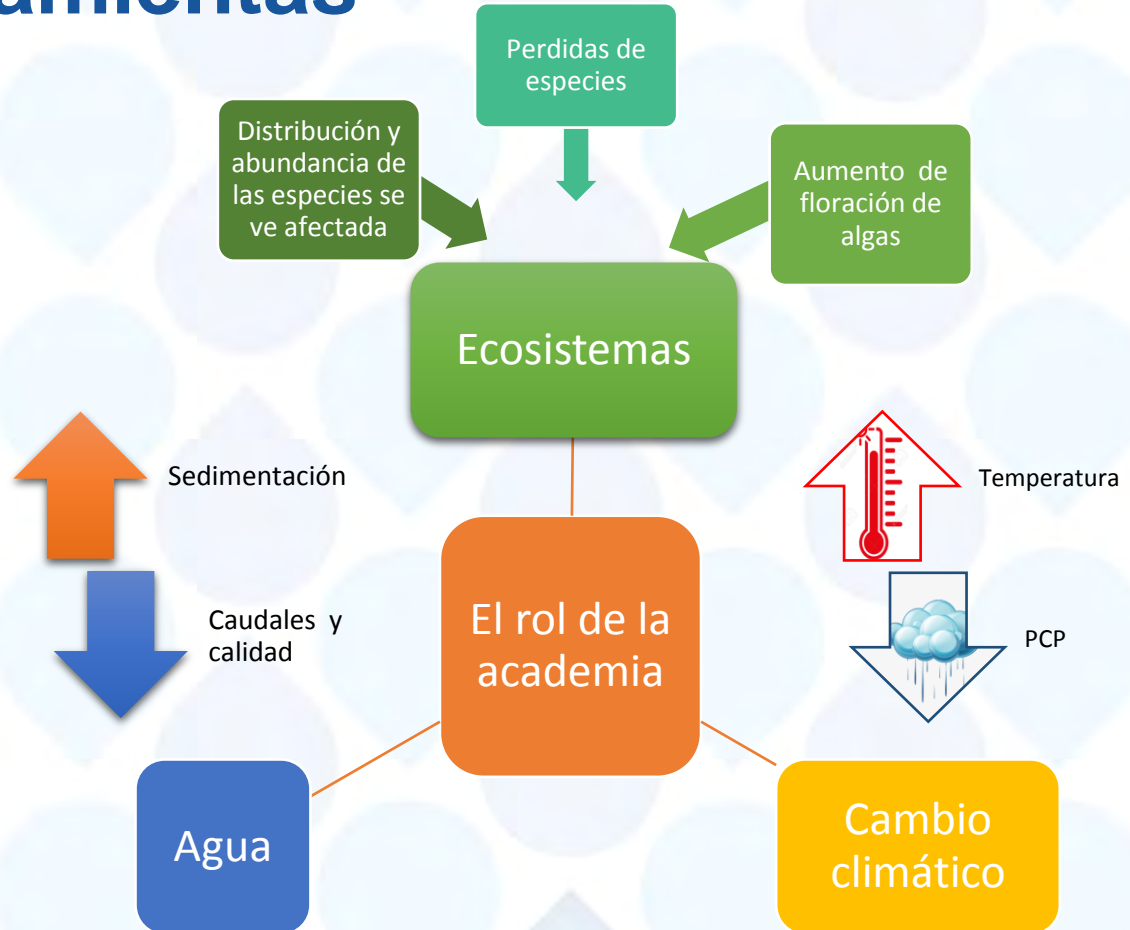 Perdidas de
especies
Distribución y
abundancia de
las especies se
ve afectada
Aumento de
floración de
algas
Ecosistemas
Sedimentación
Temperatura
Caudales y
calidad
El rol de la
academia
PCP
Agua
Cambio
climático